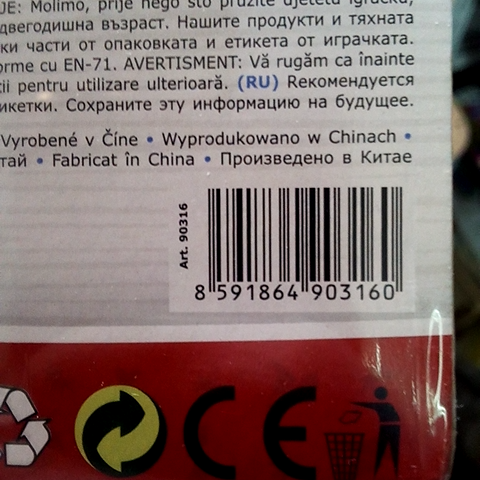 JE: Molimo, prije nego što pružite djetetu igračku,
двегодишна възраст. Нашите продукти и тяхната
ки части от опаковката и етикета от играчката.
orme cu EN-71. AVERTISMENT: Vă rugăm ca înainte
ii pentru utilizare ulterioară. (RU) Рекомендуется
икетки. Сохраните эту информацию на будущее.
Vyrobené v Číne • Wyprodukowano w Chinach •
тай • Fabricat în China • Произведено в Китае
Art. 90316
8 591864 903160
CE